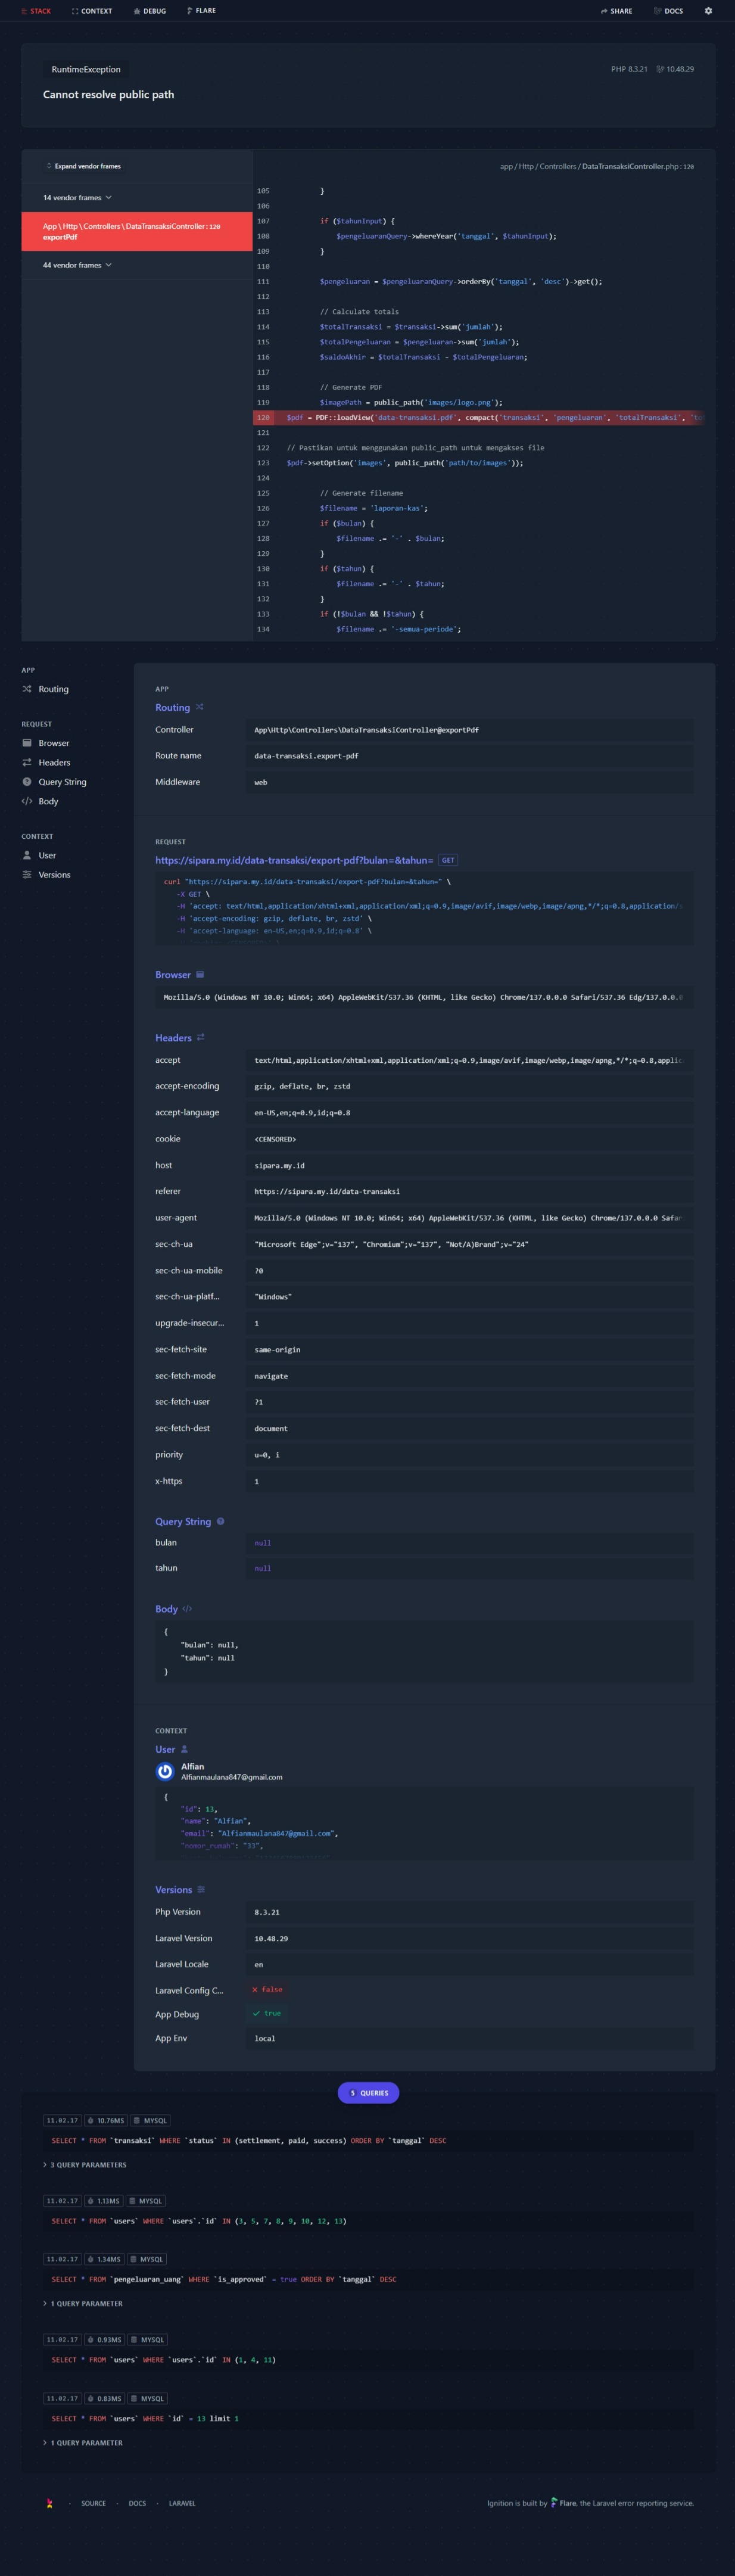 STACK CONTEXT DEBUG FLARE SHARE DOCS
RuntimeException PHP 8.3.21 10.48.29
Cannot resolve public path
Expand vendor frames
14 vendor frames
App \ Http \ Controllers \ DataTransaksiController : 120
exportPdf
44 vendor frames
app / Http / Controllers / DataTransaksiController.php : 120
105 }
106
107 if ($tahunInput) {
108 $pengeluaranQuery->whereYear('tanggal', $tahunInput);
109 }
110
111 $pengeluaran = $pengeluaranQuery->orderBy('tanggal', 'desc')->get();
112
113 // Calculate totals
114 $totalTransaksi = $transaksi->sum('jumlah');
115 $totalPengeluaran = $pengeluaran->sum('jumlah');
116 $saldoAkhir = $totalTransaksi - $totalPengeluaran;
117
118 // Generate PDF
119 $imagePath = public_path('images/logo.png');
120 $pdf = PDF::loadView('data-transaksi.pdf', compact('transaksi', 'pengeluaran', 'totalTransaksi',
121
122 // Pastikan untuk menggunakan public_path untuk mengakses file
123 $pdf->setOption('images', public_path('path/to/images'));
124
125 // Generate filename
126 $filename = 'laporan-kas';
127 if ($bulan) {
128 $filename .= '-' . $bulan;
129 }
130 if ($tahun) {
131 $filename .= '-' . $tahun;
132 }
133 if (!$bulan && !$tahun) {
134 $filename .= '-semua-periode';
APP
Routing
REQUEST
Browser
Headers
Query String
Body
CONTEXT
User
Versions
APP
Routing
Controller App\Http\Controllers\DataTransaksiController@exportPdf
Route name data-transaksi.export-pdf
Middleware web
REQUEST
https://sipara.my.id/data-transaksi/export-pdf?bulan=&tahun= GET
curl "https://sipara.my.id/data-transaksi/export-pdf?bulan=&tahun=" \
-X GET \
-H 'accept: text/html,application/xhtml+xml,application/xml;q=0.9,image/avif,image/webp,image/apng,*/*;q=0.8,application/
-H 'accept-encoding: gzip, deflate, br, zstd' \
-H 'accept-language: en-US,en;q=0.9,id;q=0.8' \
Browser
Mozilla/5.0 (Windows NT 10.0; Win64; x64) AppleWebKit/537.36 (KHTML, like Gecko) Chrome/137.0.0.0 Safari/537.36 Edg/137.0.0.0
Headers
accept text/html,application/xhtml+xml,application/xml;q=0.9,image/avif,image/webp,image/apng,*/*;q=0.8,applic
accept-encoding gzip, deflate, br, zstd
accept-language en-US,en;q=0.9,id;q=0.8
cookie <CENSORED>
host sipara.my.id
referer https://sipara.my.id/data-transaksi
user-agent Mozilla/5.0 (Windows NT 10.0; Win64; x64) AppleWebKit/537.36 (KHTML, like Gecko) Chrome/137.0.0.0 Safar
sec-ch-ua "Microsoft Edge";v="137", "Chromium";v="137", "Not/A)Brand";v="24"
sec-ch-ua-mobile ?0
sec-ch-ua-platf... "Windows"
upgrade-insecur... 1
sec-fetch-site same-origin
sec-fetch-mode navigate
sec-fetch-user ?1
sec-fetch-dest document
priority u=0, i
x-https 1
Query String
bulan null
tahun null
Body
{
"bulan": null,
"tahun": null
}
CONTEXT
User
Alfian
Alfianmaulana847@gmail.com
{
"id": 13,
"name": "Alfian",
"email": "Alfianmaulana847@gmail.com",
"nomor_rumah": "33",
Versions
Php Version 8.3.21
Laravel Version 10.48.29
Laravel Locale en
Laravel Config C... false
App Debug true
App Env local
5 QUERIES
11.02.17 10.76MS MYSQL
SELECT * FROM `transaksi` WHERE `status` IN (settlement, paid, success) ORDER BY `tanggal` DESC
3 QUERY PARAMETERS
11.02.17 1.13MS MYSQL
SELECT * FROM `users` WHERE `users`.`id` IN (3, 5, 7, 8, 9, 10, 12, 13)
11.02.17 1.34MS MYSQL
SELECT * FROM `pengeluaran_uang` WHERE `is_approved` = true ORDER BY `tanggal` DESC
1 QUERY PARAMETER
11.02.17 0.93MS MYSQL
SELECT * FROM `users` WHERE `users`.`id` IN (1, 4, 11)
11.02.17 0.83MS MYSQL
SELECT * FROM `users` WHERE `id` = 13 limit 1
1 QUERY PARAMETER
SOURCE · DOCS · LARAVEL
Ignition is built by Flare, the Laravel error reporting service.